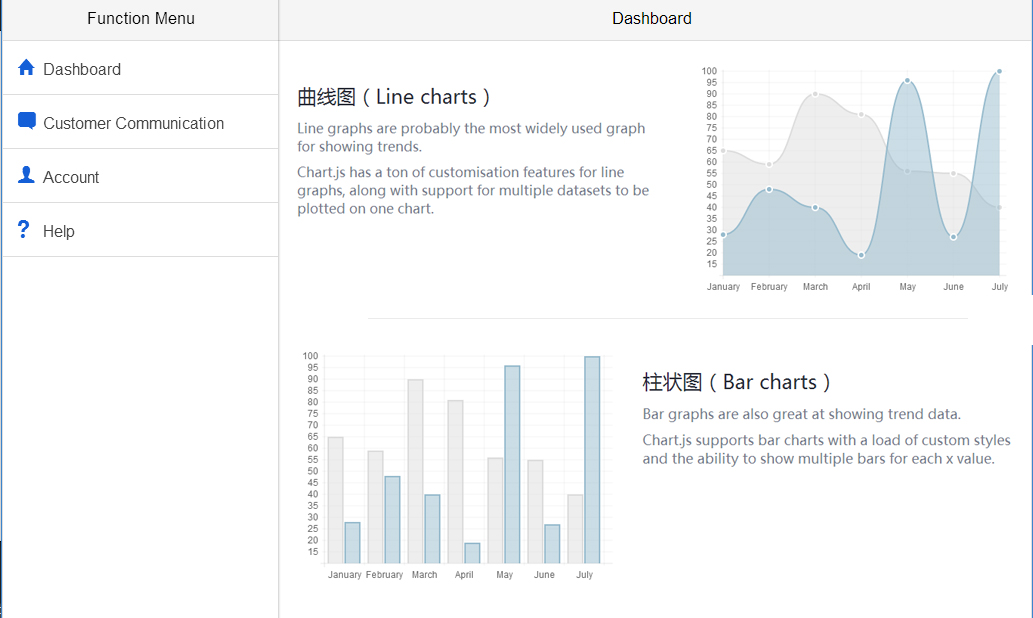 Function Menu
Dashboard
Dashboard
Customer Communication
Account
Help
曲线图（Line charts）
Line graphs are probably the most widely used graph
for showing trends.
Chart.js has a ton of customisation features for line
graphs, along with support for multiple datasets to be
plotted on one chart.
100
95
90
85
80
75
70
65
60
55
50
45
40
35
30
25
20
15
January February March April May June July
100
95
90
85
80
75
70
65
60
55
50
45
40
35
30
25
20
15
January February March April May June July
柱状图（Bar charts）
Bar graphs are also great at showing trend data.
Chart.js supports bar charts with a load of custom styles
and the ability to show multiple bars for each x value.